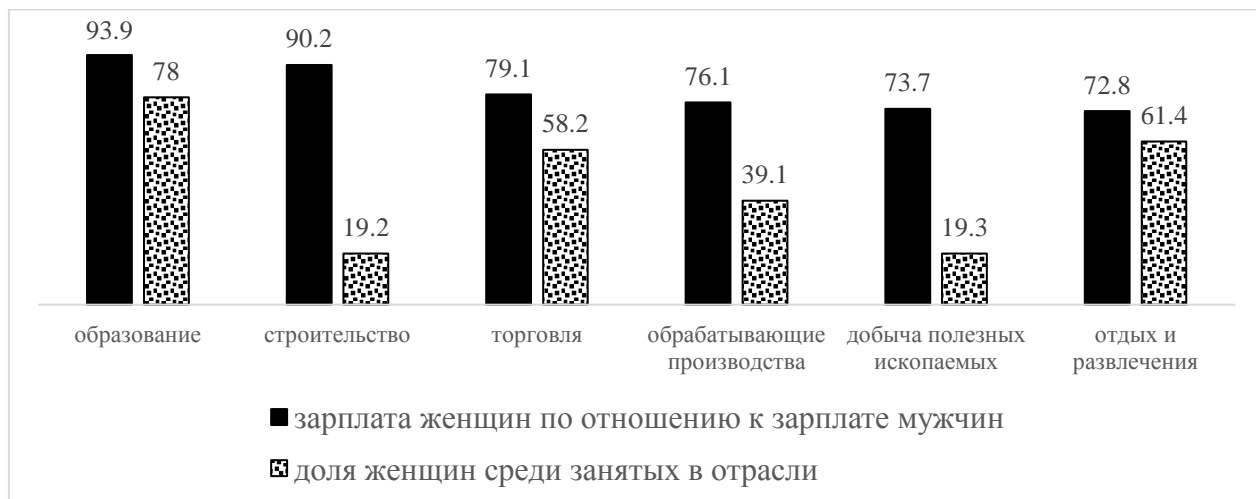 93.9
78
90.2
19.2
79.1
58.2
76.1
39.1
73.7
19.3
72.8
61.4
образование
строительство
торговля
обрабатывающие
производства
добыча полезных
ископаемых
отдых и
развлечения
зарплата женщин по отношению к зарплате мужчин
доля женщин среди занятых в отрасли